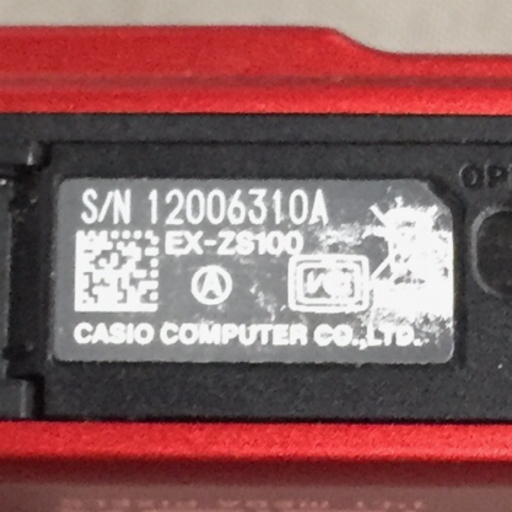 S/N 12006310A
EX-ZS100
A
CASIO COMPUTER CO.,LTD.